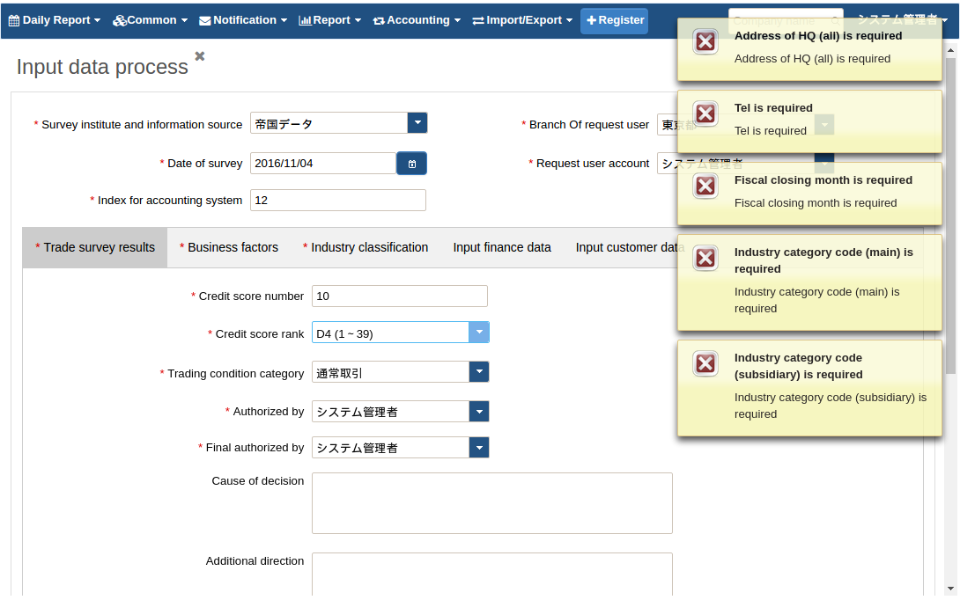 Daily Report Common Notification Report Accounting Import/Export + Register Company name システム管理者
Input data process
* Survey institute and information source 帝国データ
* Branch Of request user 東京都
* Date of survey 2016/11/04
* Request user account システム管理者
* Index for accounting system 12
* Trade survey results * Business factors * Industry classification Input finance data Input customer data
* Credit score number 10
* Credit score rank D4 (1 ~ 39)
* Trading condition category 通常取引
* Authorized by システム管理者
* Final authorized by システム管理者
Cause of decision
Additional direction
Address of HQ (all) is required
Address of HQ (all) is required
Tel is required
Tel is required
Fiscal closing month is required
Fiscal closing month is required
Industry category code (main) is
required
Industry category code (main) is
required
Industry category code
(subsidiary) is required
Industry category code (subsidiary) is
required